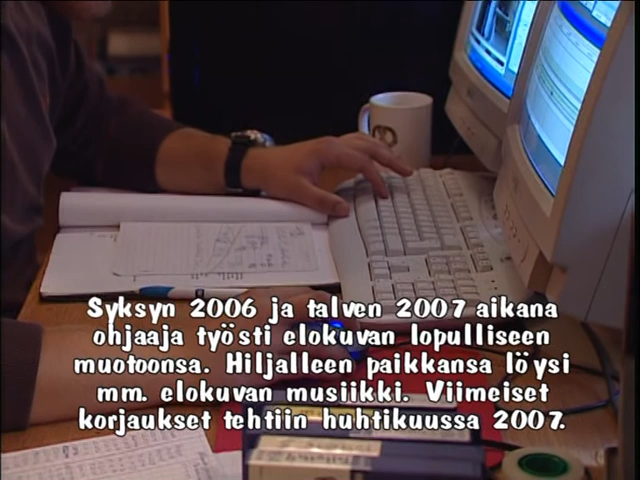 Syksyn 2006 ja talven 2007 aikana
ohjaaja työsti elokuvan lopulliseen
muotoonsa. Hiljalleen paikkansa löysi
mm. elokuvan musiikki. Viimeiset
korjaukset tehtiin huhtikuussa 2007.